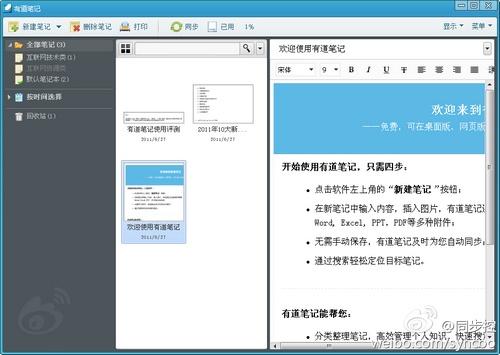 有道笔记
新建笔记
删除笔记
打印
同步
已用 1%
显示
菜单
全部笔记(3)
互联网技术类(1)
互联网资源类
默认笔记本(2)
按时间选择
回收站(1)
有道笔记使用评测
2011/6/27
2011年10大新...
2011/6/27
欢迎使用有道笔记
2011/6/27
欢迎使用有道笔记
宋体 9 B I U T
欢迎来到有
——免费，可在桌面版、网页版
开始使用有道笔记，只需四步：
点击软件左上角的“新建笔记”按钮；
在新笔记中输入内容，插入图片，有道笔记还
Word, Excel, PPT, PDF等多种附件；
无需手动保存，有道笔记及时为您自动同步；
通过搜索轻松定位目标笔记。
有道笔记能帮您：
分类整理笔记，高效管理个人知识，快速搜
@同步控
weibo.com/syncoo